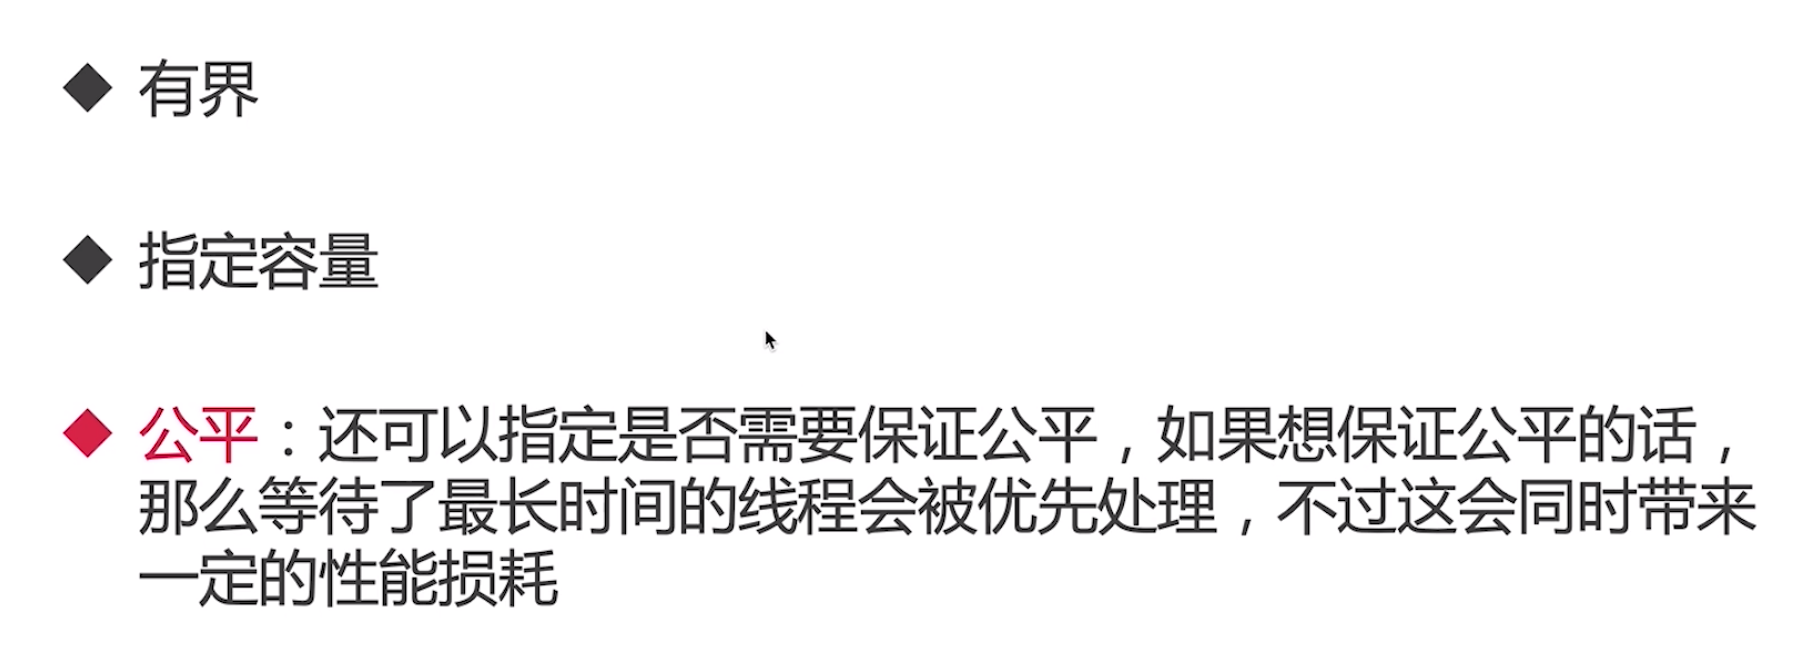 ◆ 有界
◆ 指定容量
◆ 公平：还可以指定是否需要保证公平，如果想保证公平的话，
那么等待了最长时间的线程会被优先处理，不过这会同时带来
一定的性能损耗